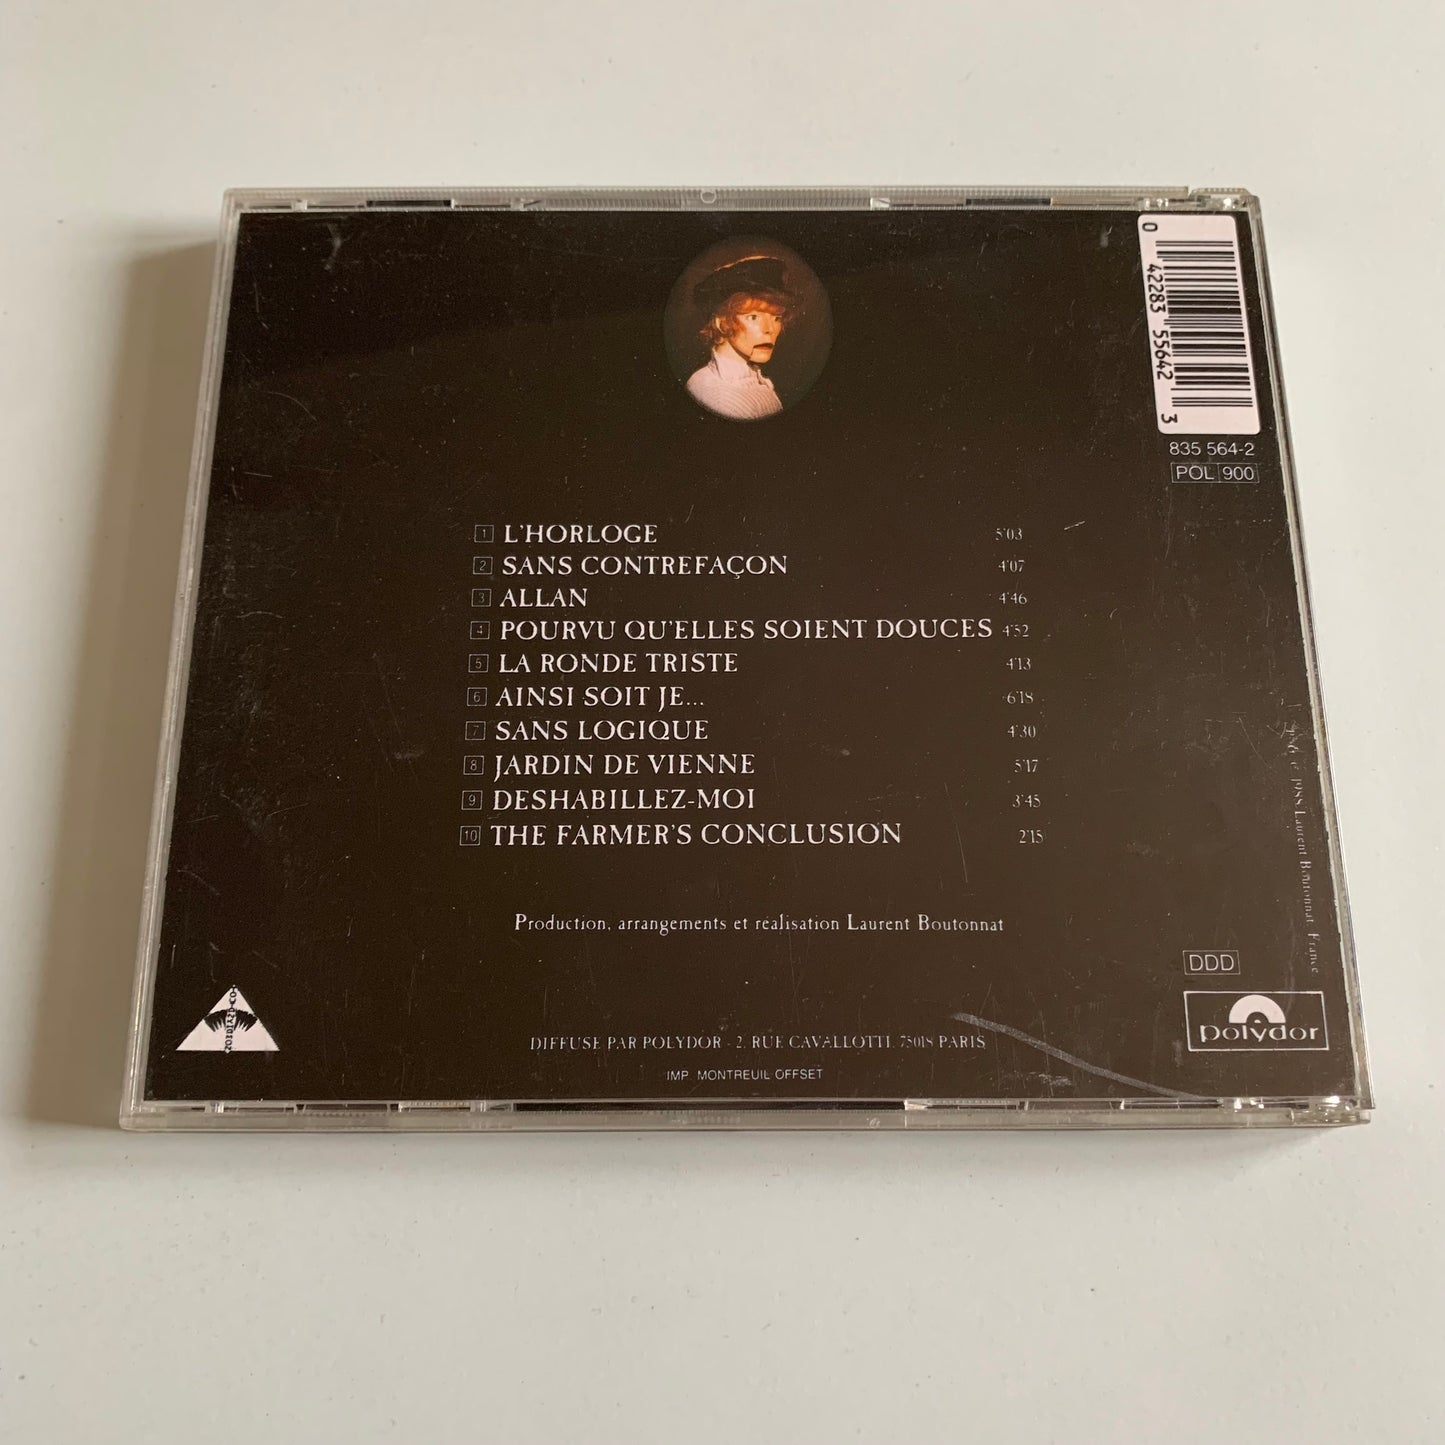 0 42283 55642 3
835 564-2
POL 900
1 L'HORLOGE 5'03
2 SANS CONTREFAÇON 4'07
3 ALLAN 4'46
4 POURVU QU'ELLES SOIENT DOUCES 4'52
5 LA RONDE TRISTE 4'13
6 AINSI SOIT JE... 6'18
7 SANS LOGIQUE 4'30
8 JARDIN DE VIENNE 5'17
9 DESHABILLEZ-MOI 3'45
10 THE FARMER'S CONCLUSION 2'15
Production, arrangements et réalisation Laurent Boutonnat
1988 Laurent Boutonnat, France
DDD
polydor
DIFFUSE PAR POLYDOR - 2, RUE CAVALLOTTI, 75018 PARIS
IMP. MONTREUIL OFFSET